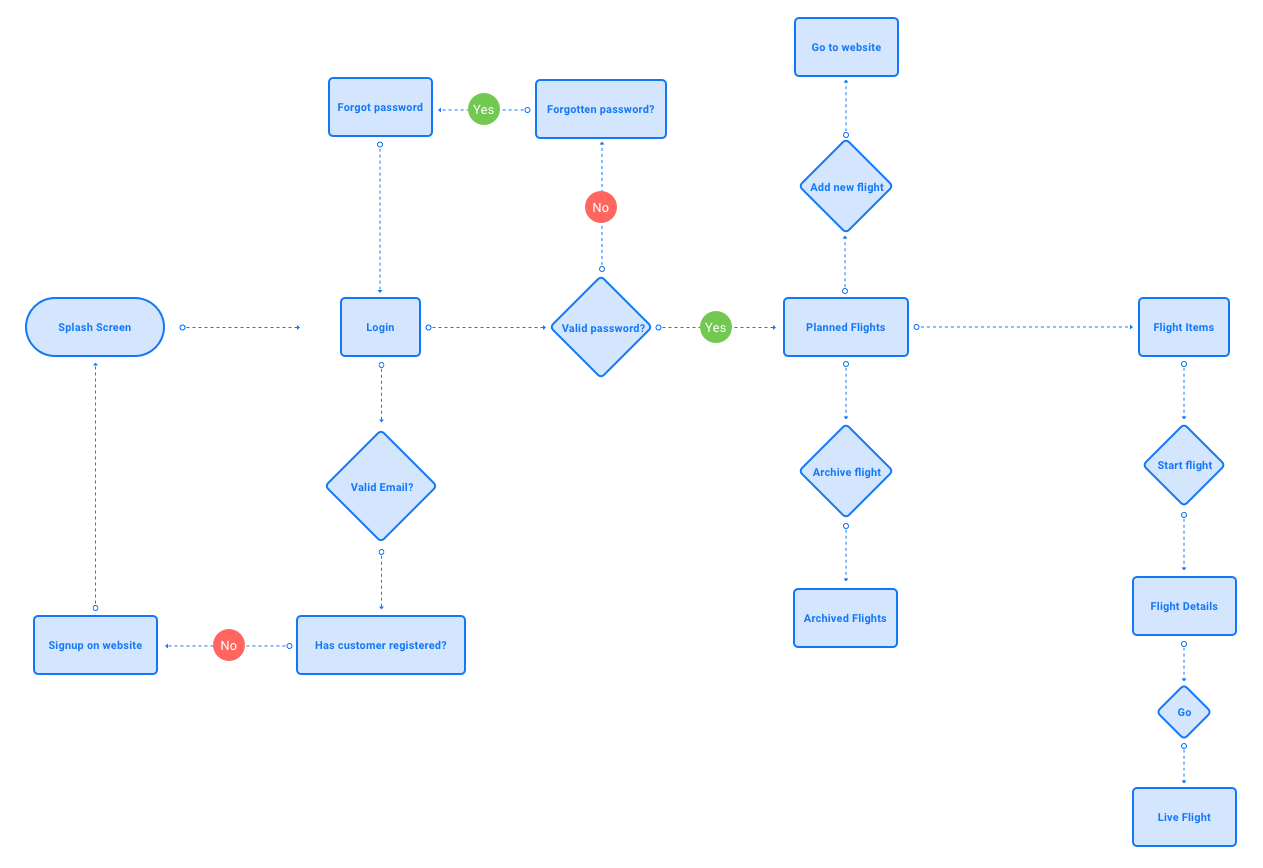 Go to website
Forgot password
Yes
Forgotten password?
Add new flight
No
Splash Screen
Login
Valid password?
Yes
Planned Flights
Flight Items
Archive flight
Start flight
Valid Email?
Flight Details
Archived Flights
Signup on website
No
Has customer registered?
Go
Live Flight